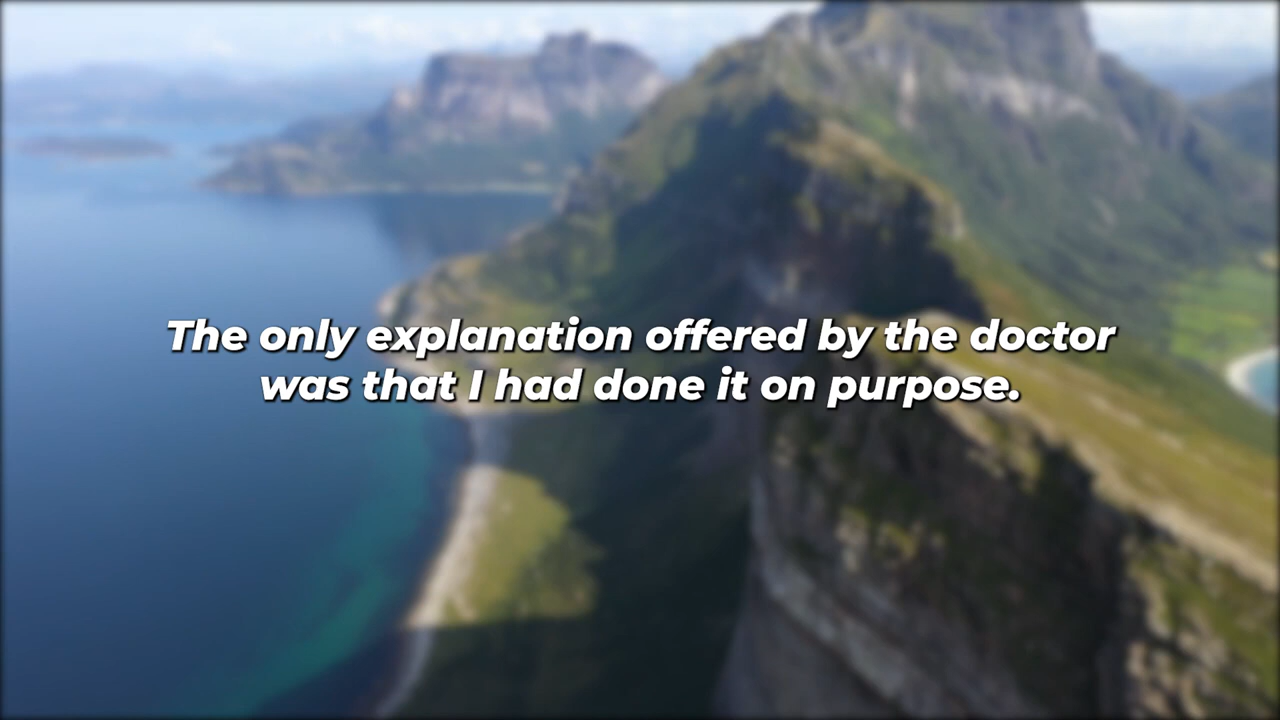 The only explanation offered by the doctor
was that I had done it on purpose.